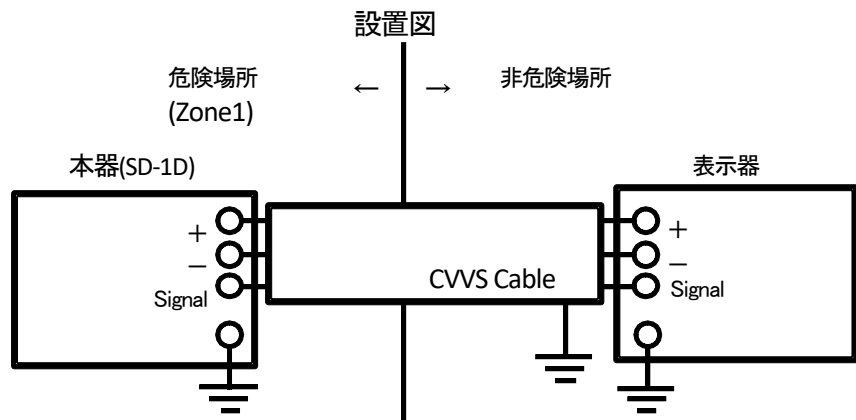 設置図
危険場所
(Zone1)
← →
非危険場所
本器(SD-1D)
表示器
+
−
Signal
CVVS Cable
+
−
Signal